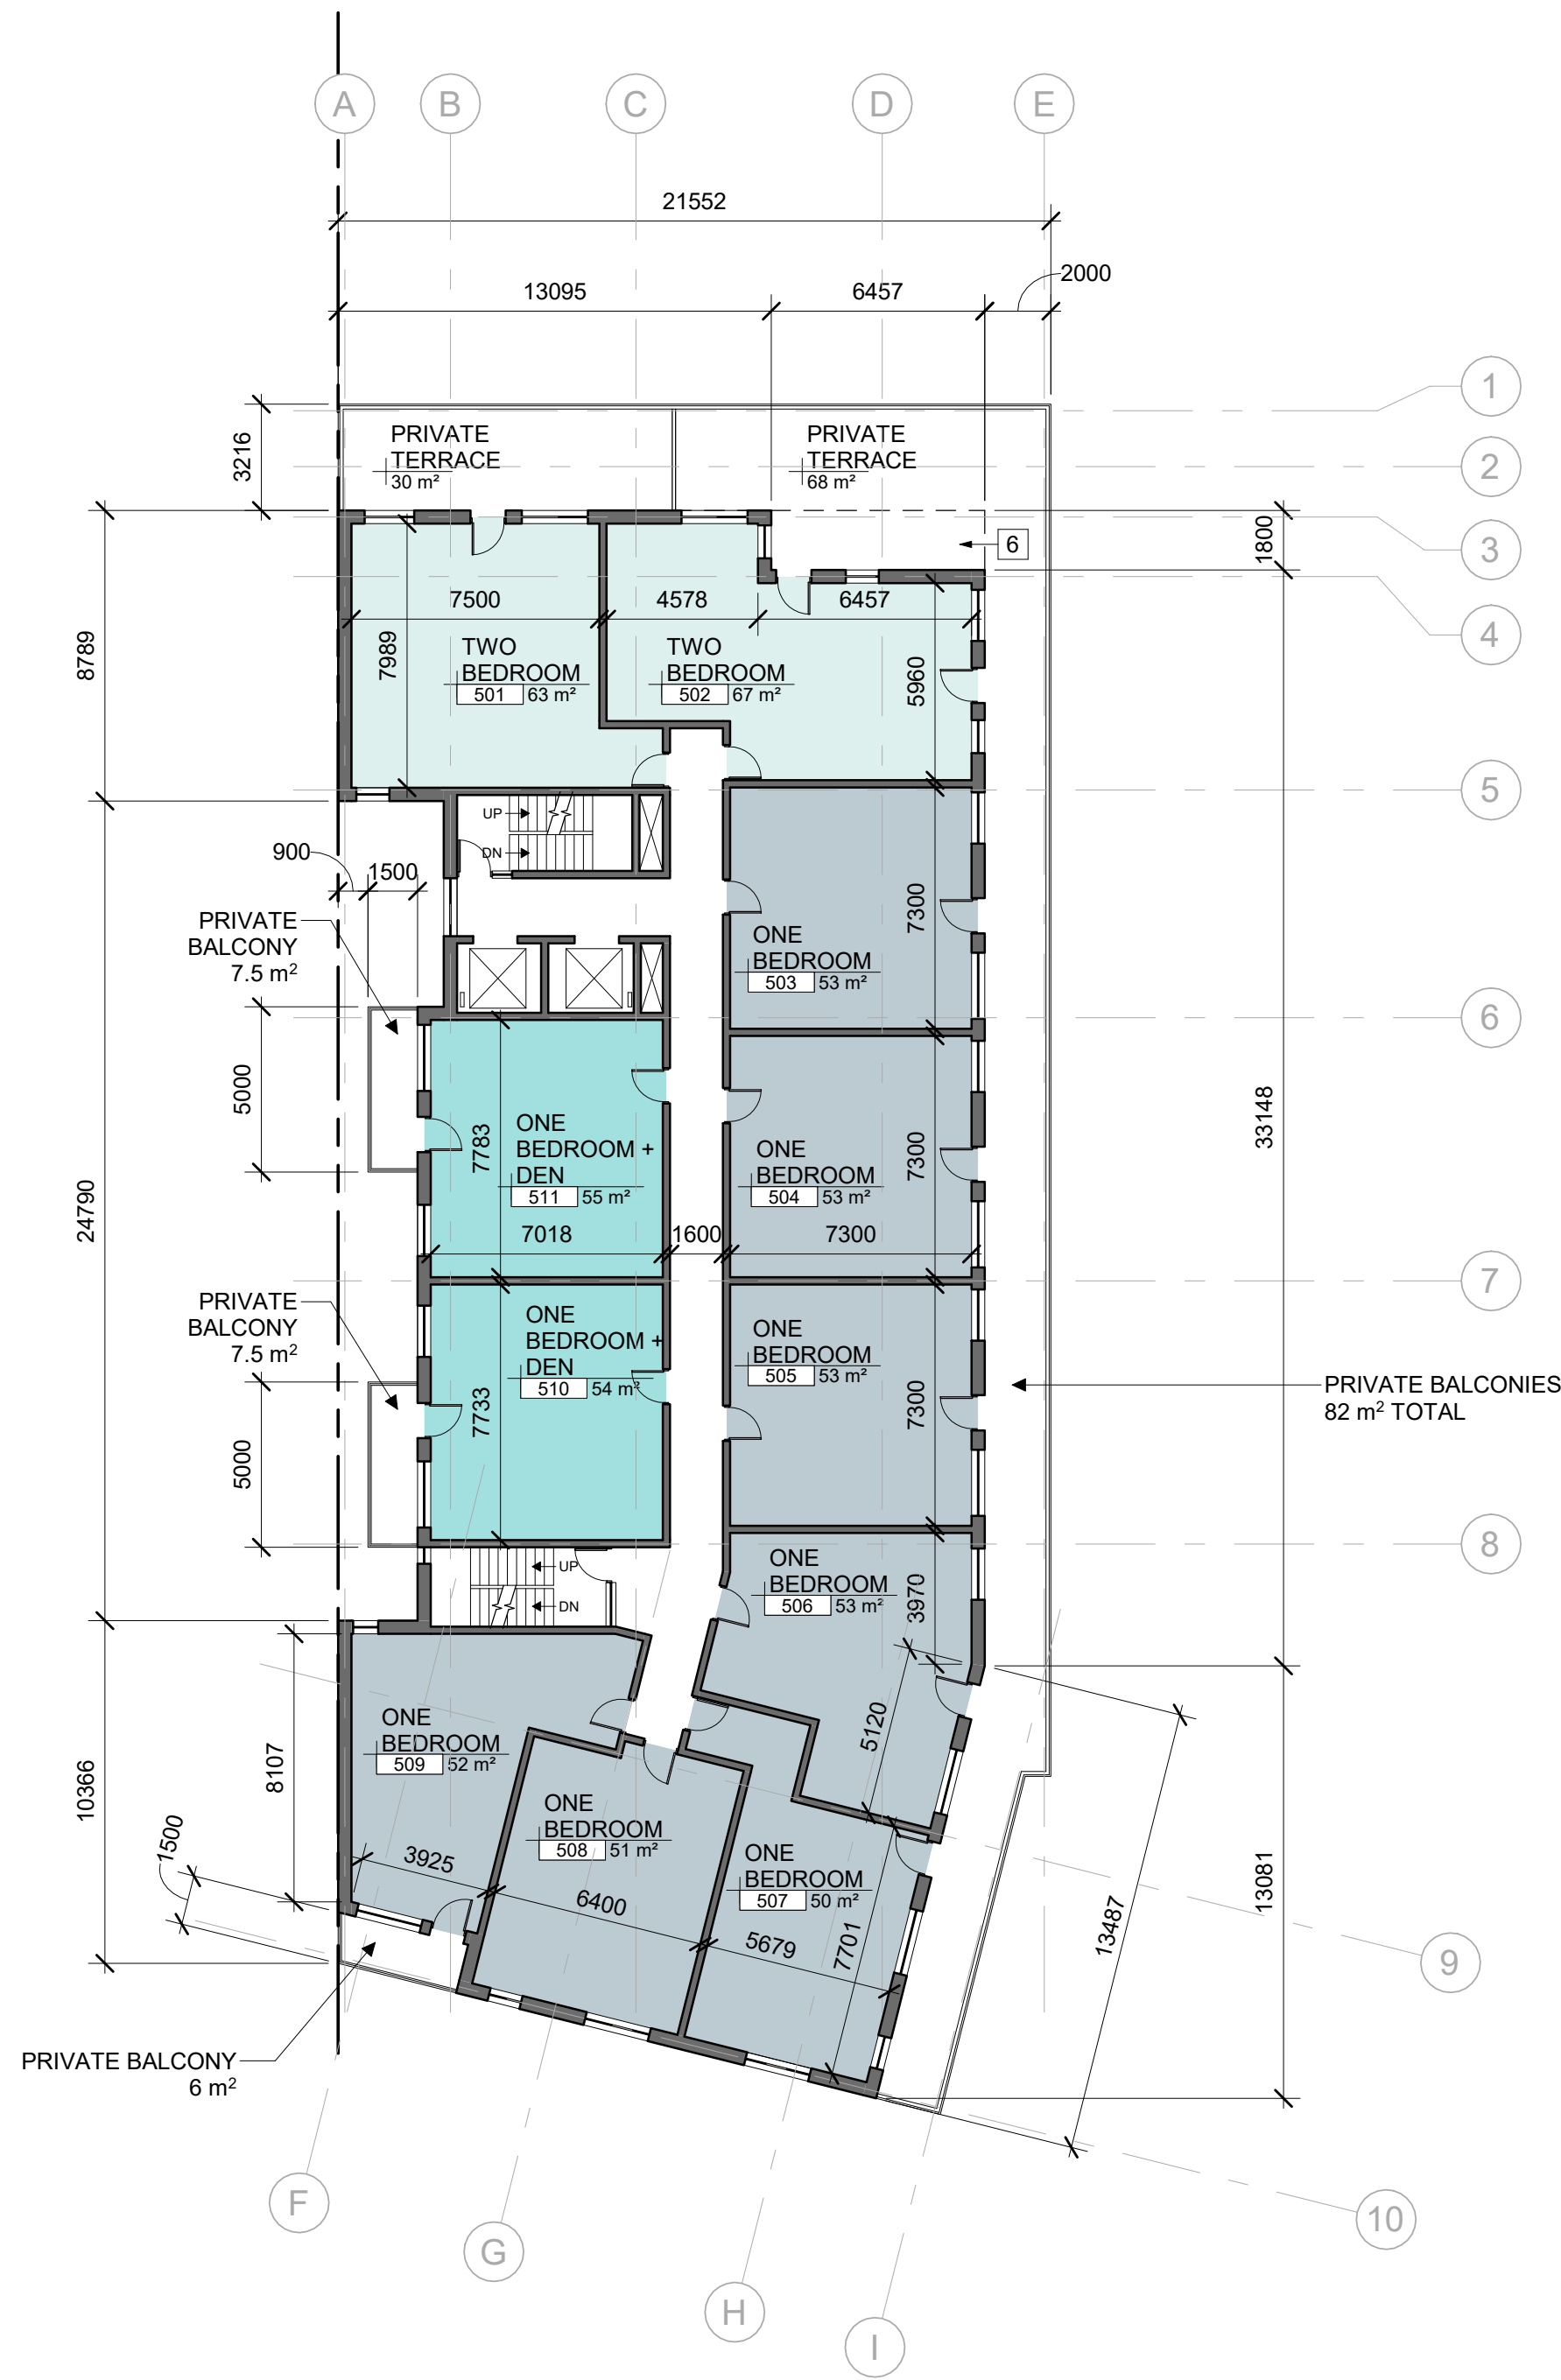 A
B
C
D
E
21552
2000
13095
6457
1
2
3
4
5
6
7
8
9
10
3216
PRIVATE
TERRACE
30 m²
PRIVATE
TERRACE
68 m²
6
1800
8789
7500
4578
6457
7989
5960
TWO
BEDROOM
501 63 m²
TWO
BEDROOM
502 67 m²
UP
DN
900
1500
PRIVATE
BALCONY
7.5 m²
7300
ONE
BEDROOM
503 53 m²
5000
7783
ONE
BEDROOM +
DEN
511 55 m²
ONE
BEDROOM
504 53 m²
7300
33148
24790
7018
1600
7300
PRIVATE
BALCONY
7.5 m²
ONE
BEDROOM +
DEN
510 54 m²
ONE
BEDROOM
505 53 m²
7300
PRIVATE BALCONIES
82 m² TOTAL
5000
7733
UP
DN
ONE
BEDROOM
506 53 m²
3970
5120
10366
8107
1500
ONE
BEDROOM
509 52 m²
3925
ONE
BEDROOM
508 51 m²
6400
ONE
BEDROOM
507 50 m²
5679
7701
13487
13081
PRIVATE BALCONY
6 m²
F
G
H
I